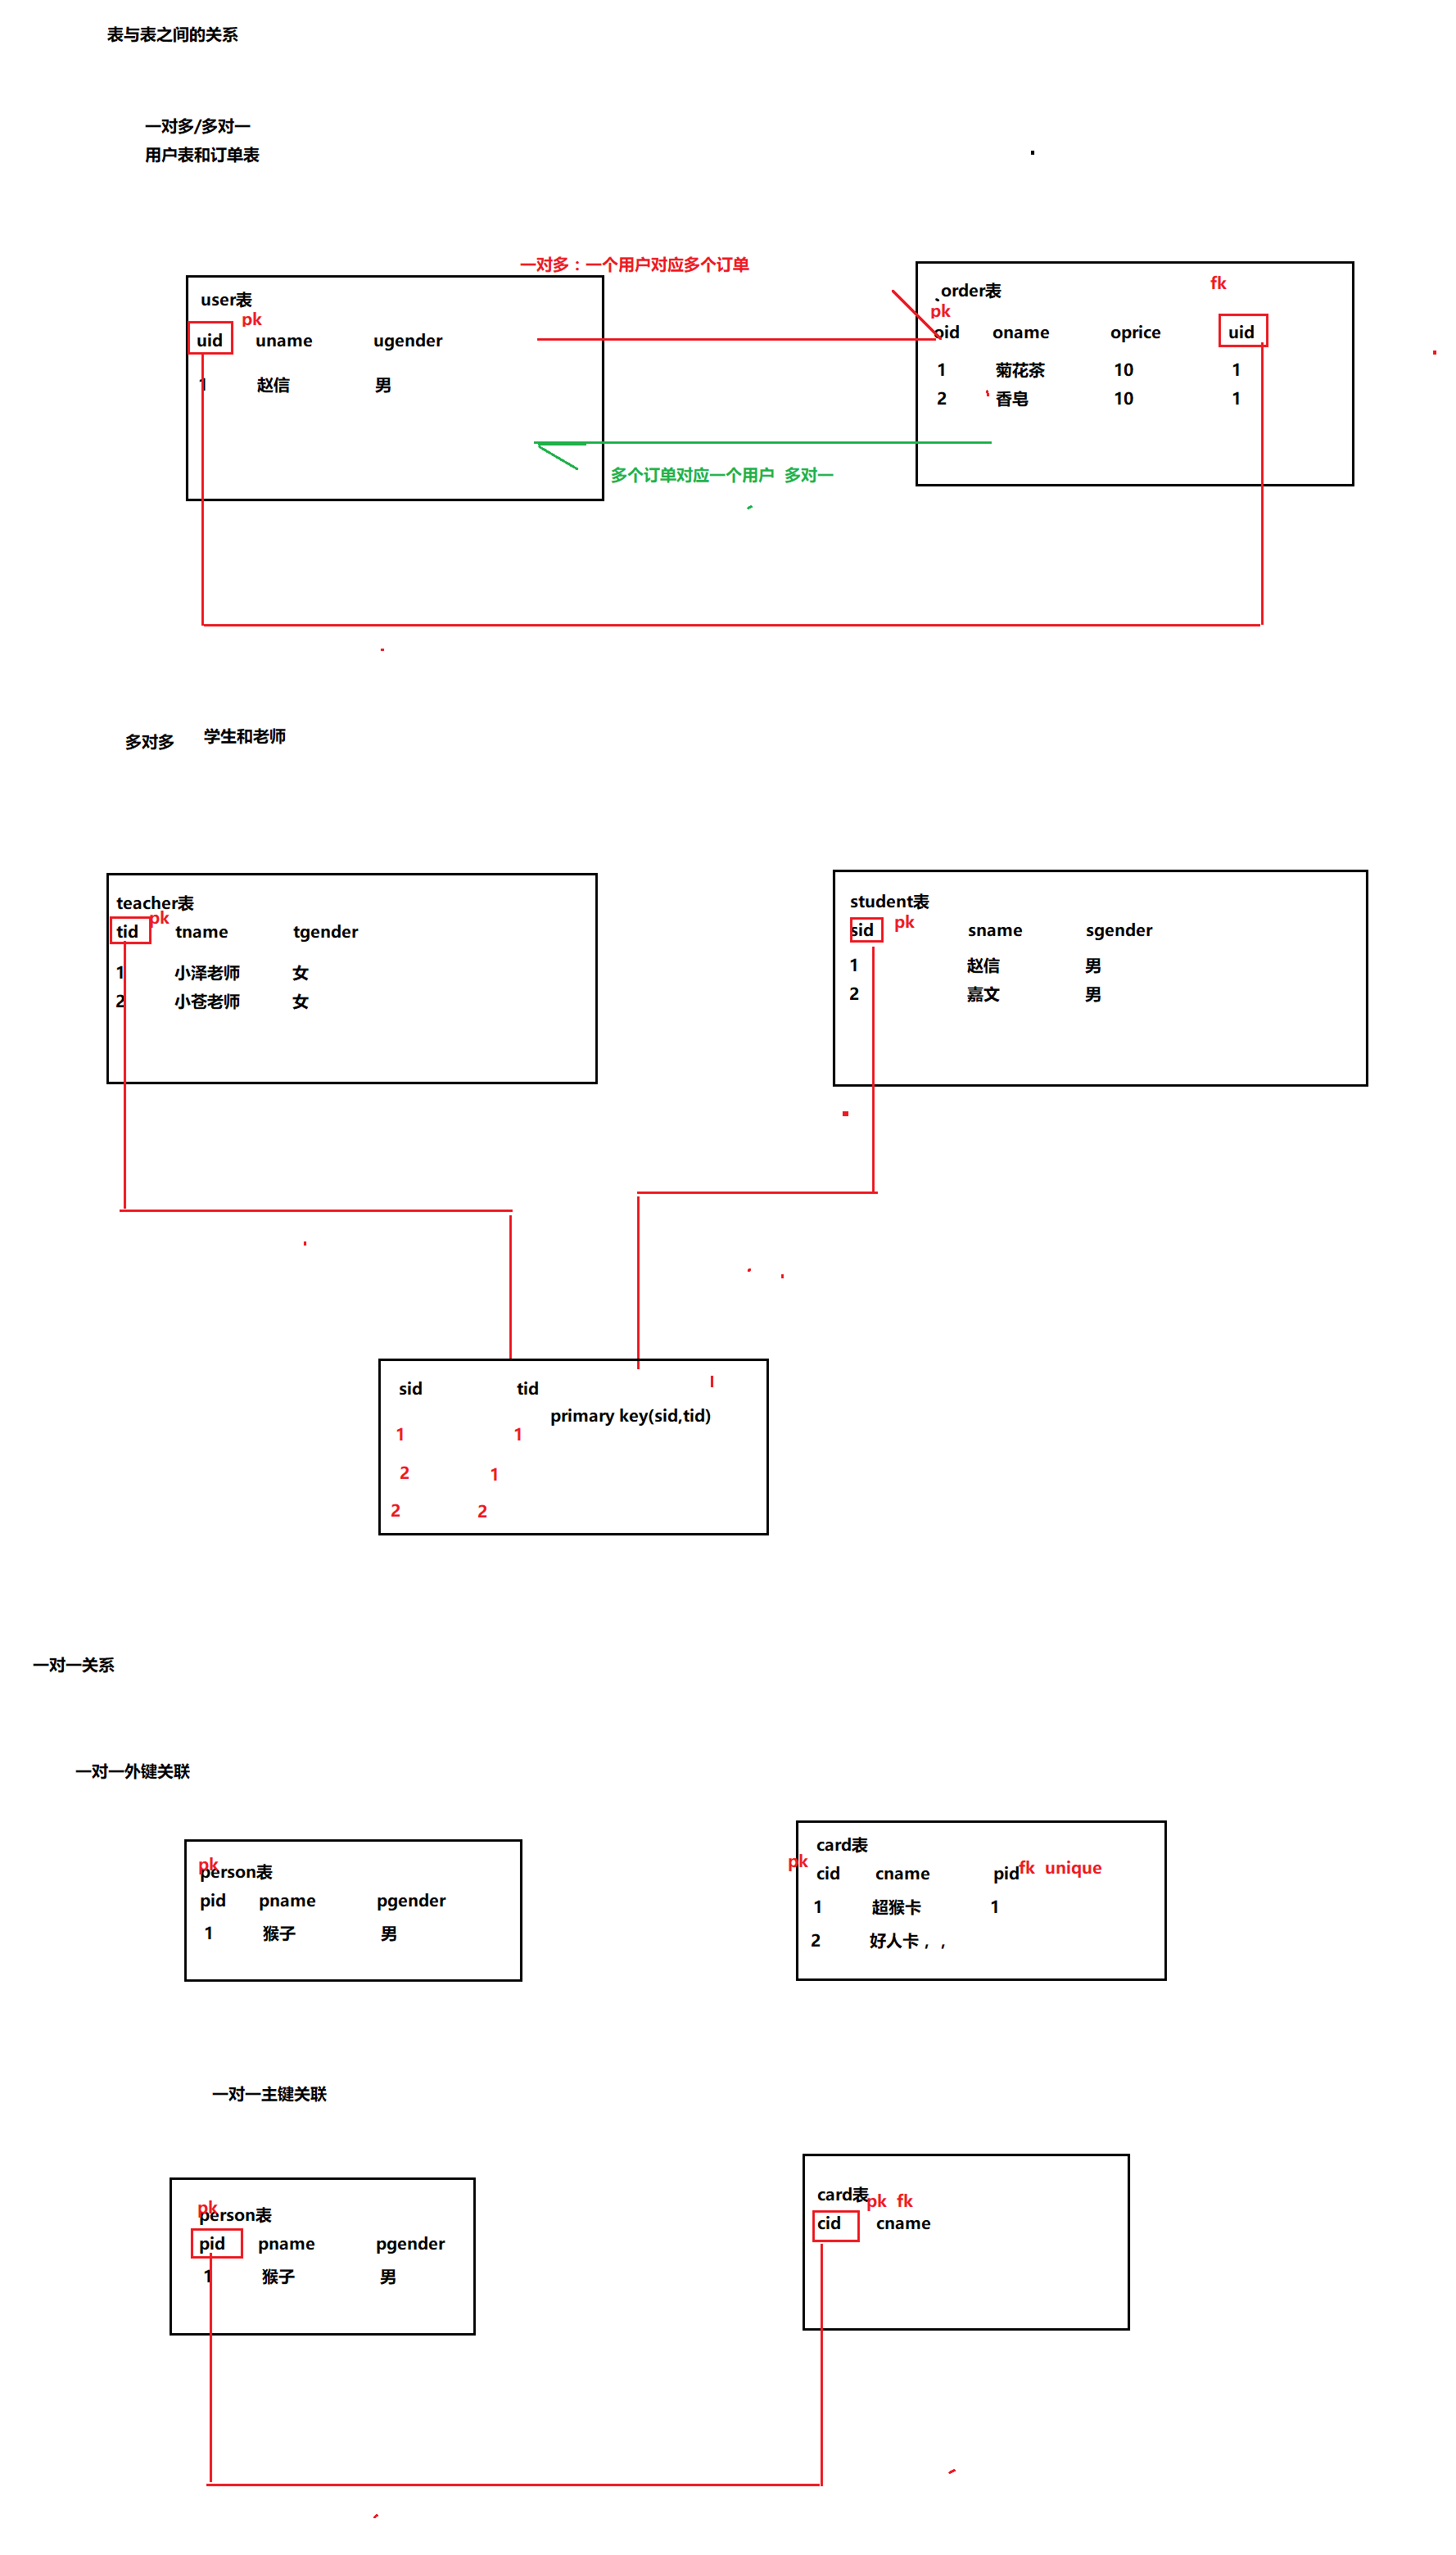 表与表之间的关系
一对多/多对一
用户表和订单表
一对多：一个用户对应多个订单
user表
pk
uid uname ugender
1 赵信 男
order表 fk
pk
oid oname oprice uid
1 菊花茶 10 1
2 香皂 10 1
多个订单对应一个用户 多对一
多对多 学生和老师
teacher表
pk
tid tname tgender
1 小泽老师 女
2 小苍老师 女
student表
sid pk sname sgender
1 赵信 男
2 嘉文 男
sid tid
primary key(sid,tid)
1 1
2 1
2 2
一对一关系
一对一外键关联
pk
person表
pid pname pgender
1 猴子 男
card表
pk
cid cname pid fk unique
1 超猴卡 1
2 好人卡，，
一对一主键关联
pk
person表
pid pname pgender
1 猴子 男
card表
pk fk
cid cname